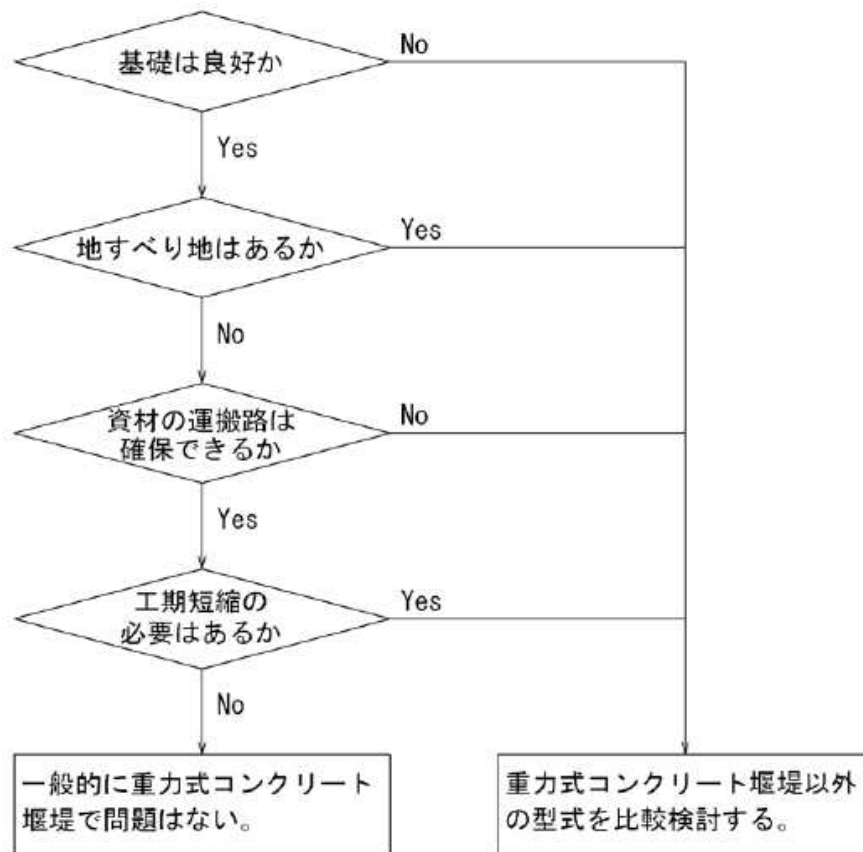 基礎は良好か
No
Yes
地すべり地はあるか
Yes
No
資材の運搬路は
確保できるか
No
Yes
工期短縮の
必要はあるか
Yes
No
一般的に重力式コンクリート
堰堤で問題はない。
重力式コンクリート堰堤以外
の型式を比較検討する。